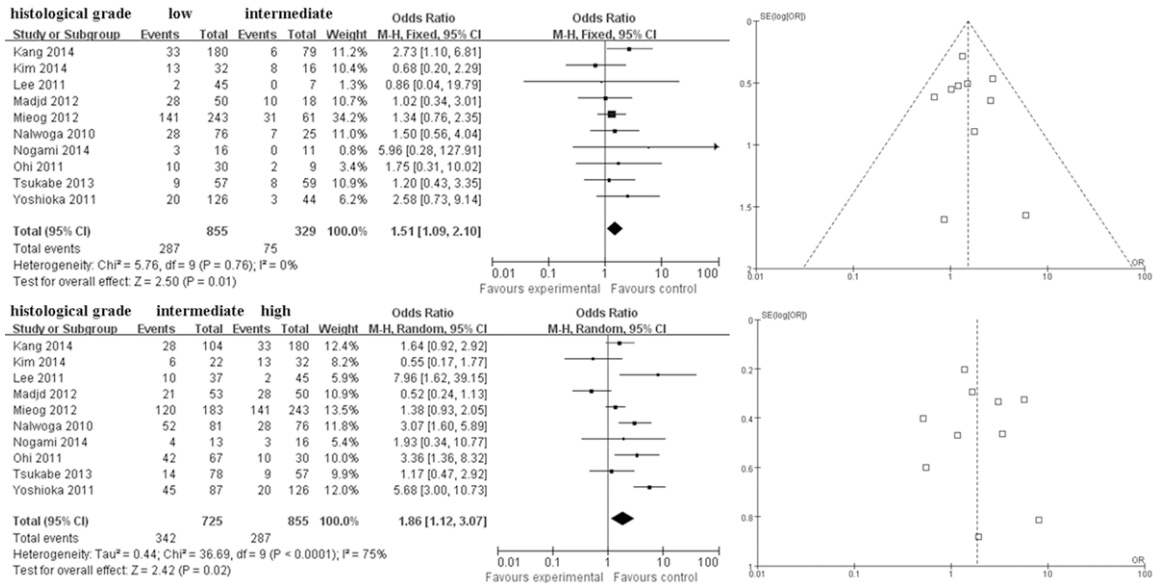 histological grade low intermediate Odds Ratio Odds Ratio
Study or Subgroup Events Total Events Total Weight M-H, Fixed, 95% CI M-H, Fixed, 95% CI
Kang 2014 33 180 6 79 11.2% 2.73 [1.10, 6.81]
Kim 2014 13 32 8 16 10.4% 0.68 [0.20, 2.29]
Lee 2011 2 45 0 7 1.3% 0.86 [0.04, 19.79]
Madjd 2012 28 50 10 18 10.7% 1.02 [0.34, 3.01]
Mieog 2012 141 243 31 61 34.2% 1.34 [0.76, 2.35]
Nalwoga 2010 28 76 7 25 11.0% 1.50 [0.56, 4.04]
Nogami 2014 3 16 0 11 0.8% 5.96 [0.28, 127.91]
Ohi 2011 10 30 2 9 3.4% 1.75 [0.31, 10.02]
Tsukabe 2013 9 57 8 59 10.9% 1.20 [0.43, 3.35]
Yoshioka 2011 20 126 3 44 6.2% 2.58 [0.73, 9.14]
Total (95% CI) 855 329 100.0% 1.51 [1.09, 2.10]
Total events 287 75
Heterogeneity: Chi² = 5.76, df = 9 (P = 0.76); I² = 0%
Test for overall effect: Z = 2.50 (P = 0.01)
0.01 0.1 1 10 100
Favours experimental Favours control
SE(log[OR])
0
0.5
1
1.5
2
0.01 0.1 1 10 100
OR
histological grade intermediate high Odds Ratio Odds Ratio
Study or Subgroup Events Total Events Total Weight M-H, Random, 95% CI M-H, Random, 95% CI
Kang 2014 28 104 33 180 12.4% 1.64 [0.92, 2.92]
Kim 2014 6 22 13 32 8.2% 0.55 [0.17, 1.77]
Lee 2011 10 37 2 45 5.9% 7.96 [1.62, 39.15]
Madjd 2012 21 53 28 50 10.9% 0.52 [0.24, 1.13]
Mieog 2012 120 183 141 243 13.5% 1.38 [0.93, 2.05]
Nalwoga 2010 52 81 28 76 11.8% 3.07 [1.60, 5.89]
Nogami 2014 4 13 3 16 5.4% 1.93 [0.34, 10.77]
Ohi 2011 42 67 10 30 9.9% 3.36 [1.36, 8.32]
Tsukabe 2013 14 78 9 57 9.9% 1.17 [0.47, 2.92]
Yoshioka 2011 45 87 20 126 12.0% 5.68 [3.00, 10.73]
Total (95% CI) 725 855 100.0% 1.86 [1.12, 3.07]
Total events 342 287
Heterogeneity: Tau² = 0.44; Chi² = 36.69, df = 9 (P < 0.0001); I² = 75%
Test for overall effect: Z = 2.42 (P = 0.02)
0.01 0.1 1 10 100
Favours experimental Favours control
SE(log[OR])
0
0.2
0.4
0.6
0.8
1
0.01 0.1 1 10 100
OR